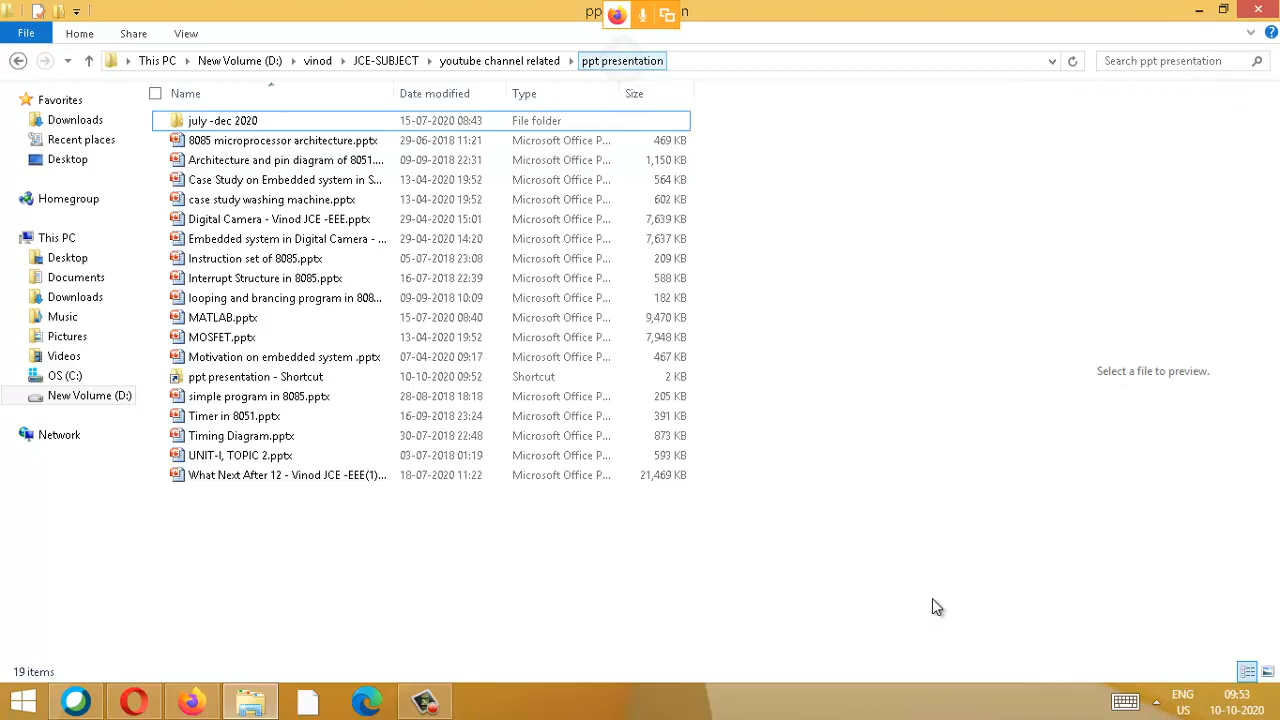 pp n
File Home Share View
This PC New Volume (D:) vinod JCE-SUBJECT youtube channel related ppt presentation Search ppt presentation
Name Date modified Type Size
Favorites
Downloads
Recent places
Desktop
Homegroup
This PC
Desktop
Documents
Downloads
Music
Pictures
Videos
OS (C:)
New Volume (D:)
Network
july -dec 2020 15-07-2020 08:43 File folder
8085 microprocessor architecture.pptx 29-06-2018 11:21 Microsoft Office P... 469 KB
Architecture and pin diagram of 8051.... 09-09-2018 22:31 Microsoft Office P... 1,150 KB
Case Study on Embedded system in S... 13-04-2020 19:52 Microsoft Office P... 564 KB
case study washing machine.pptx 13-04-2020 19:52 Microsoft Office P... 602 KB
Digital Camera - Vinod JCE -EEE.pptx 29-04-2020 15:01 Microsoft Office P... 7,639 KB
Embedded system in Digital Camera - ... 29-04-2020 14:20 Microsoft Office P... 7,637 KB
Instruction set of 8085.pptx 05-07-2018 23:08 Microsoft Office P... 209 KB
Interrupt Structure in 8085.pptx 16-07-2018 22:39 Microsoft Office P... 588 KB
looping and brancing program in 808... 09-09-2018 10:09 Microsoft Office P... 182 KB
MATLAB.pptx 15-07-2020 08:40 Microsoft Office P... 9,470 KB
MOSFET.pptx 13-04-2020 19:52 Microsoft Office P... 7,948 KB
Motivation on embedded system .pptx 07-04-2020 09:17 Microsoft Office P... 467 KB
ppt presentation - Shortcut 10-10-2020 09:52 Shortcut 2 KB
simple program in 8085.pptx 28-08-2018 18:18 Microsoft Office P... 205 KB
Timer in 8051.pptx 16-09-2018 23:24 Microsoft Office P... 391 KB
Timing Diagram.pptx 30-07-2018 22:48 Microsoft Office P... 873 KB
UNIT-I, TOPIC 2.pptx 03-07-2018 01:19 Microsoft Office P... 593 KB
What Next After 12 - Vinod JCE -EEE(1)... 18-07-2020 11:22 Microsoft Office P... 21,469 KB
Select a file to preview.
19 items
ENG 09:53
US 10-10-2020